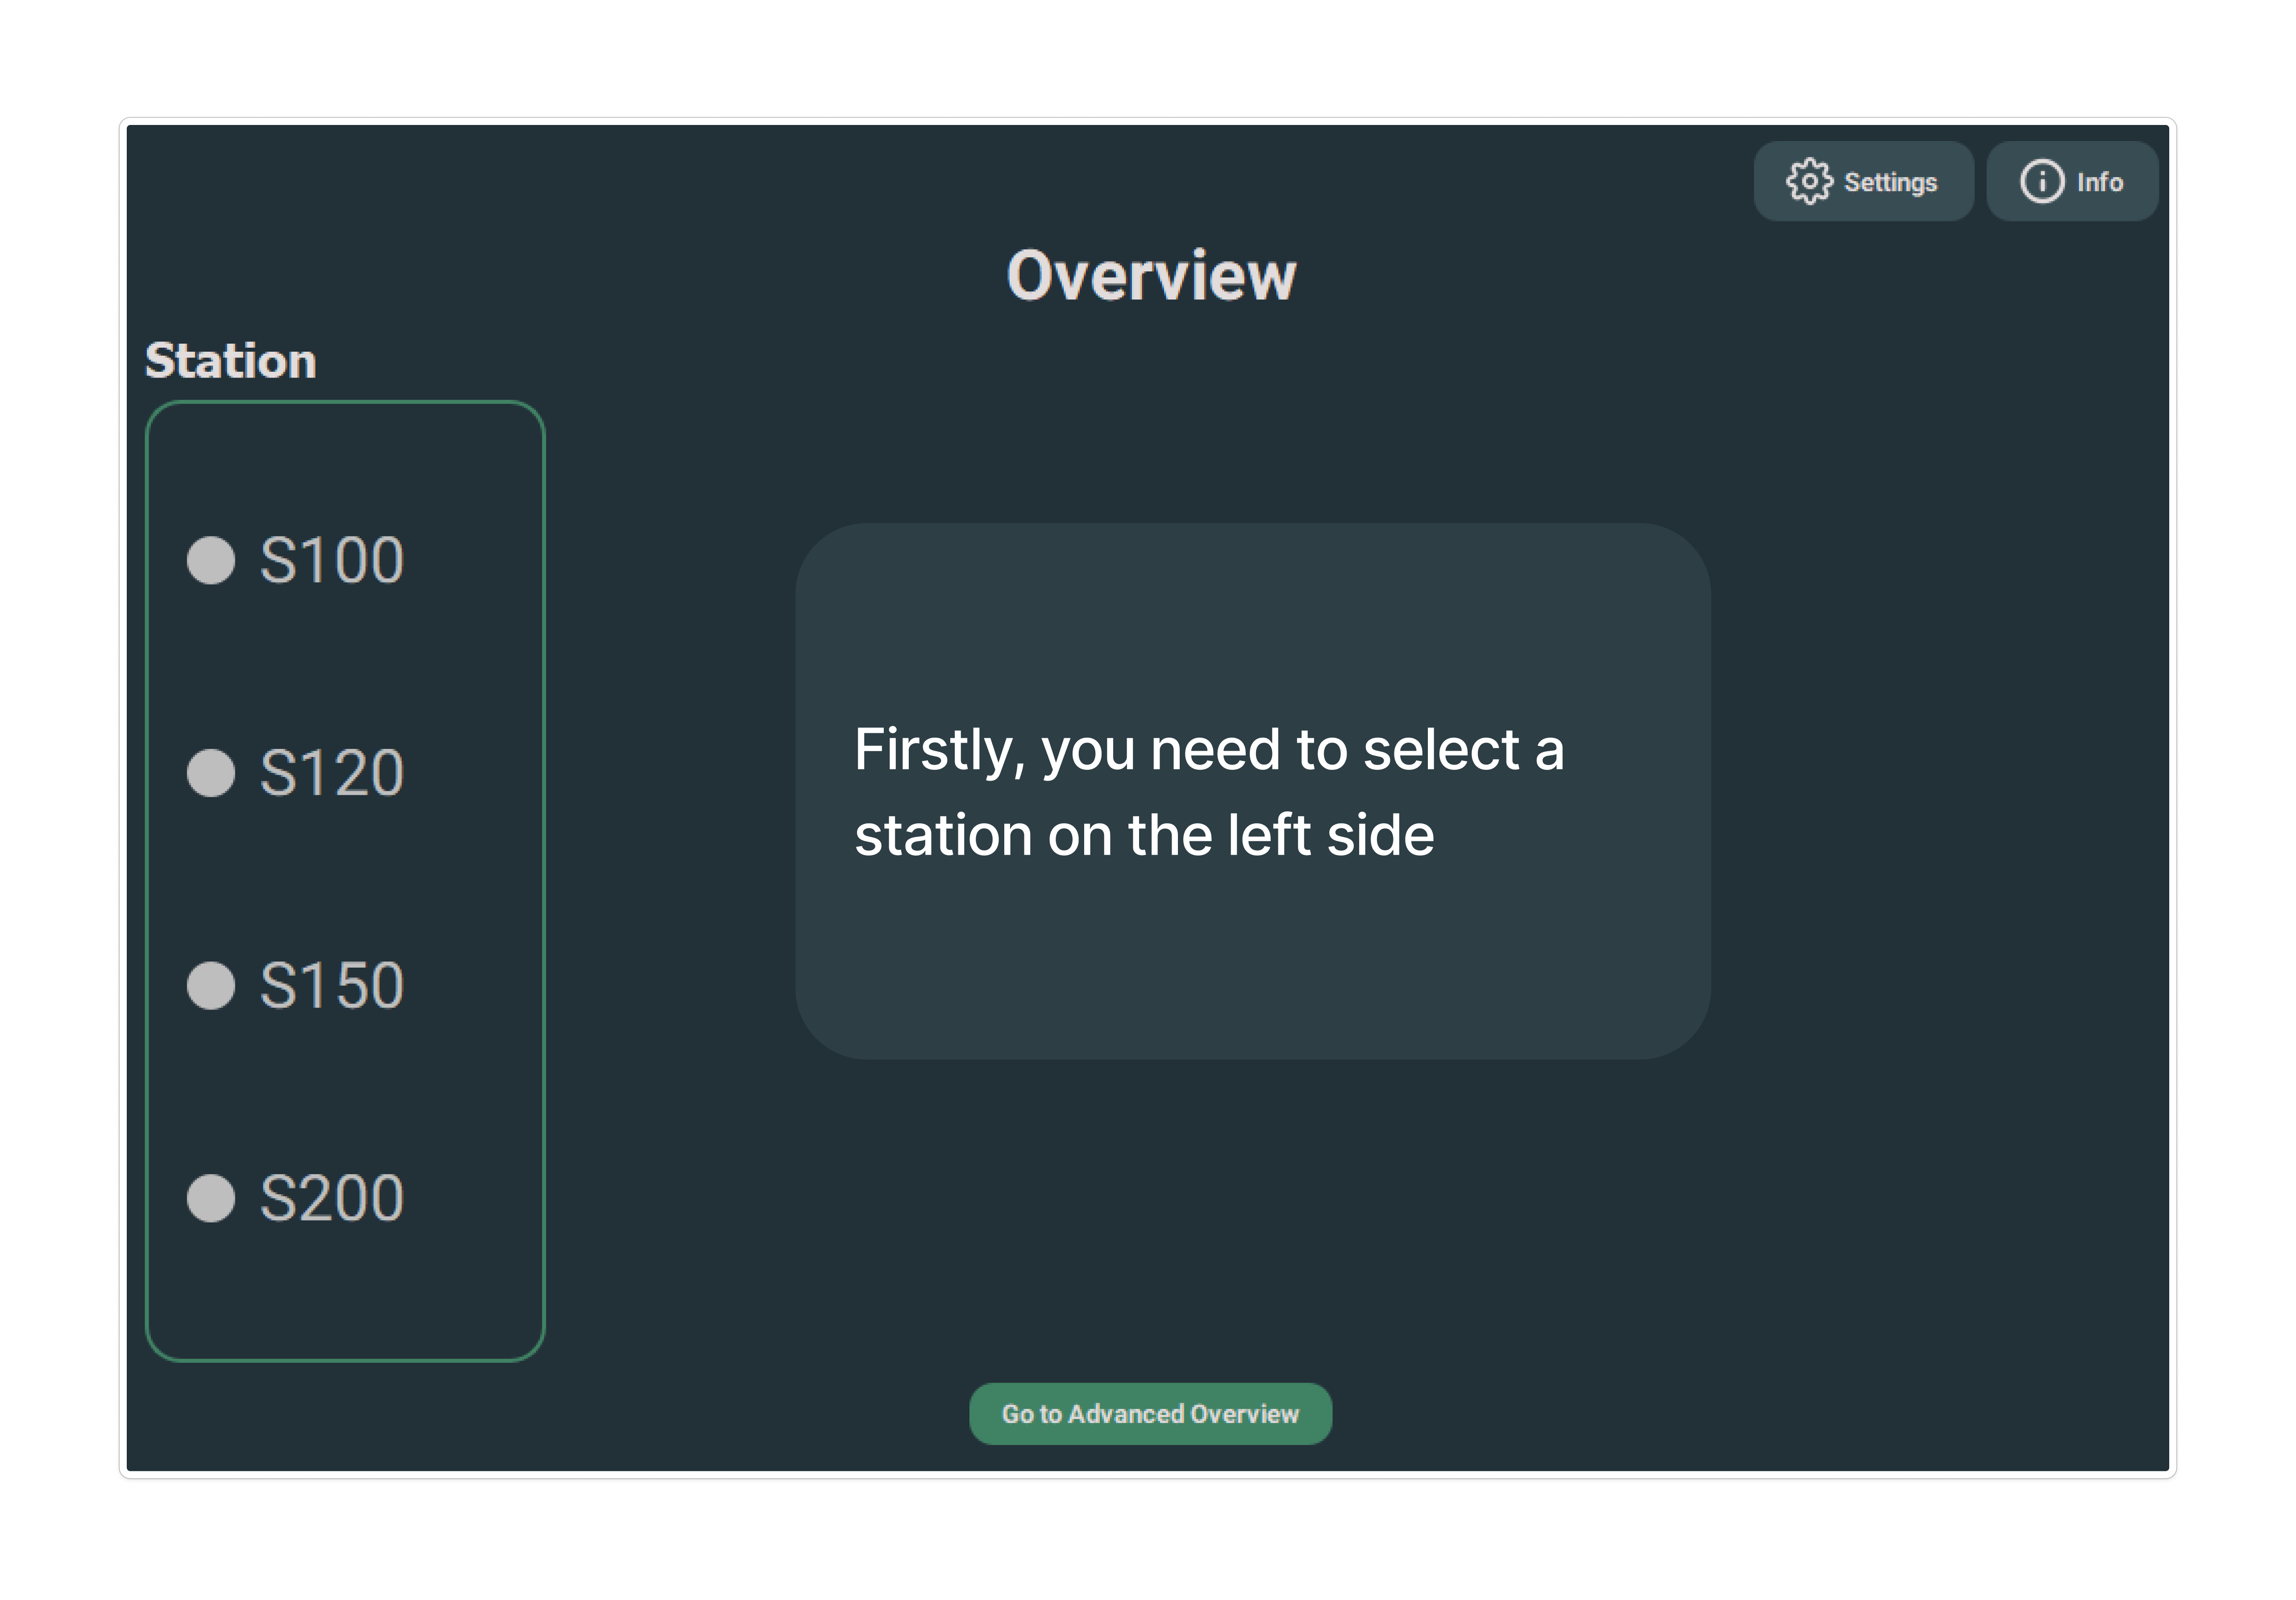 Settings
Info
Overview
Station
S100
S120
S150
S200
Firstly, you need to select a
station on the left side
Go to Advanced Overview